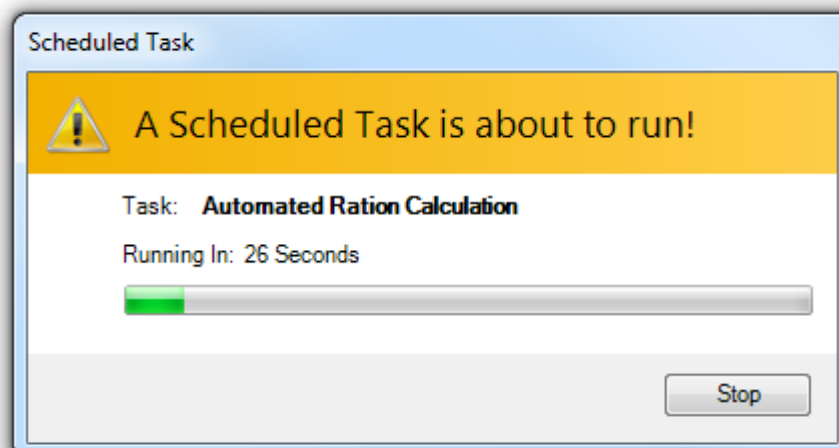 Scheduled Task
A Scheduled Task is about to run!
Task: Automated Ration Calculation
Running In: 26 Seconds
Stop